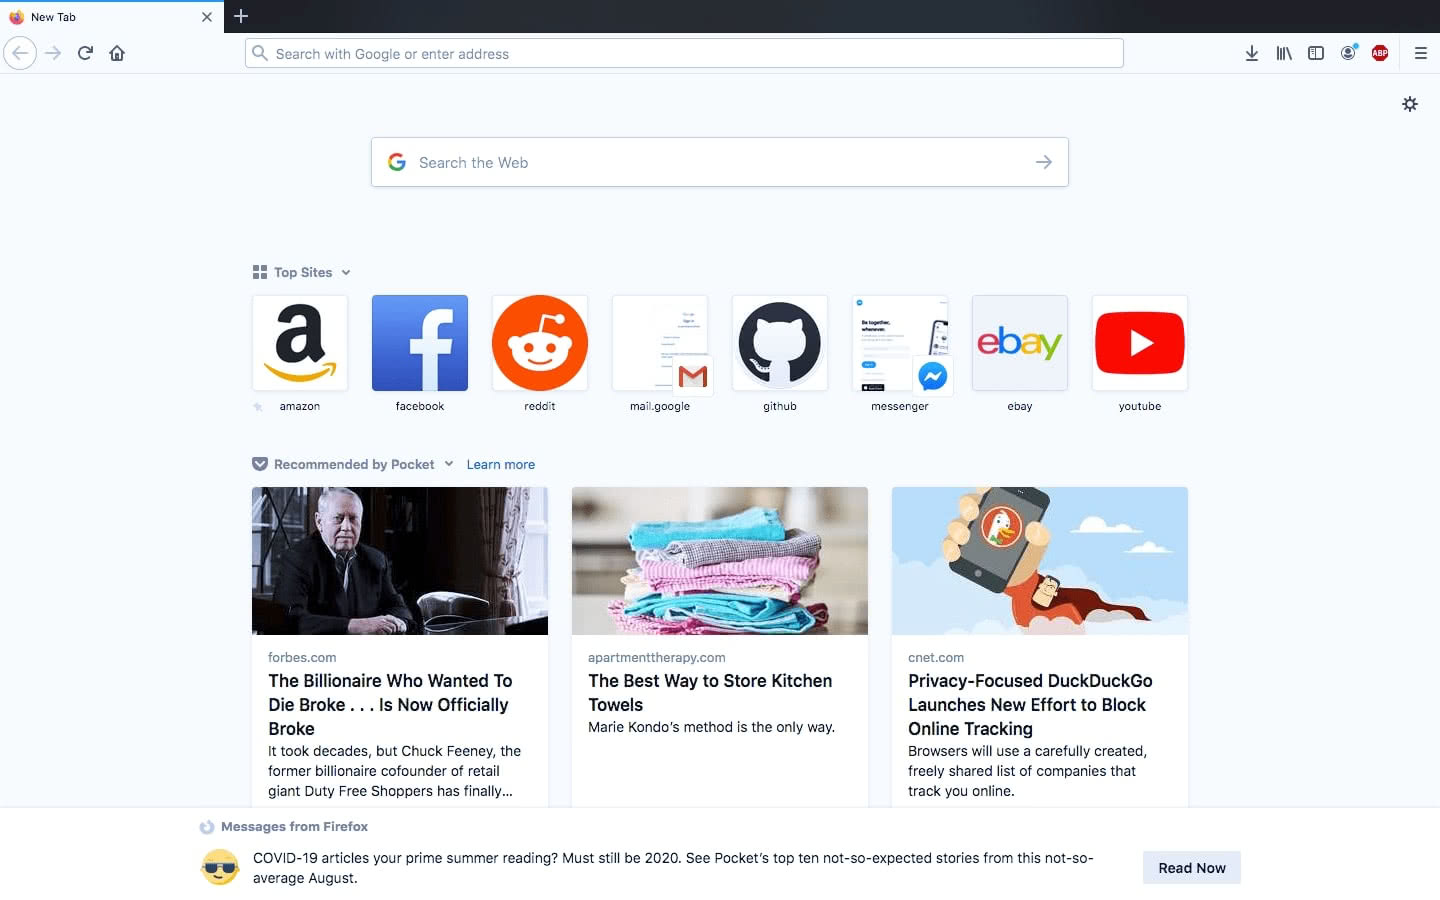 New Tab
Search with Google or enter address
ABP
Search the Web
Top Sites
amazon
facebook
reddit
mail.google
github
messenger
ebay
youtube
Be together,
whenever.
ebay
Recommended by Pocket
Learn more
forbes.com
The Billionaire Who Wanted To
Die Broke . . . Is Now Officially
Broke
It took decades, but Chuck Feeney, the
former billionaire cofounder of retail
giant Duty Free Shoppers has finally...
apartmenttherapy.com
The Best Way to Store Kitchen
Towels
Marie Kondo’s method is the only way.
cnet.com
Privacy-Focused DuckDuckGo
Launches New Effort to Block
Online Tracking
Browsers will use a carefully created,
freely shared list of companies that
track you online.
Messages from Firefox
COVID-19 articles your prime summer reading? Must still be 2020. See Pocket’s top ten not-so-expected stories from this not-so-
average August.
Read Now